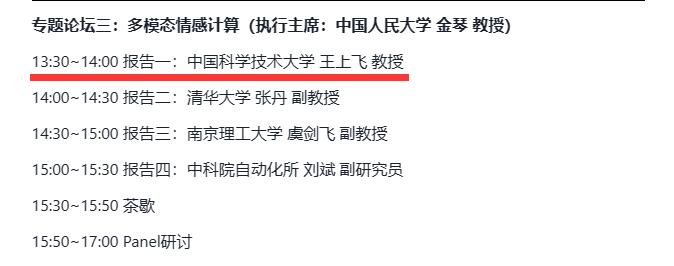 专题论坛三：多模态情感计算（执行主席：中国人民大学 金琴 教授）
13:30~14:00 报告一：中国科学技术大学 王上飞 教授
14:00~14:30 报告二：清华大学 张丹 副教授
14:30~15:00 报告三：南京理工大学 虞剑飞 副教授
15:00~15:30 报告四：中科院自动化所 刘斌 副研究员
15:30~15:50 茶歇
15:50~17:00 Panel研讨